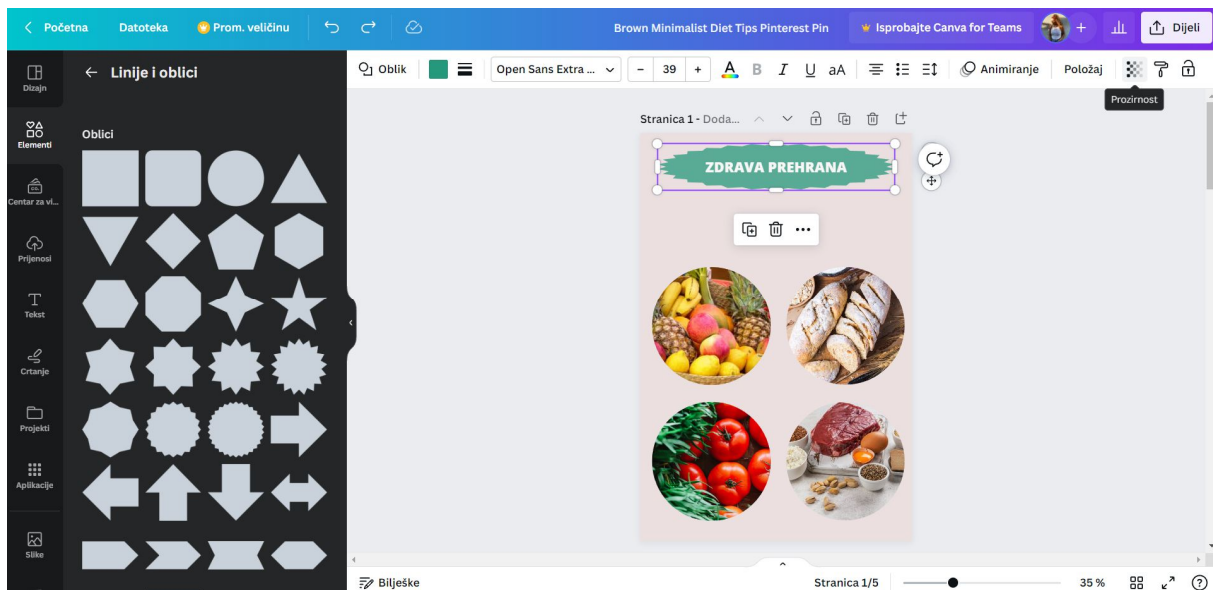 Početna Datoteka Prom. veličinu Brown Minimalist Diet Tips Pinterest Pin Isprobajte Canva for Teams Dijeli
Linije i oblici
Oblik Open Sans Extra ... – 39 + A B I U aA Animiranje Položaj
Prozirnost
Dizajn
Elementi
Centar za vi...
Prijenosi
Tekst
Crtanje
Projekti
Aplikacije
Slike
Oblici
Stranica 1 - Doda...
ZDRAVA PREHRANA
Bilješke Stranica 1/5 35 %